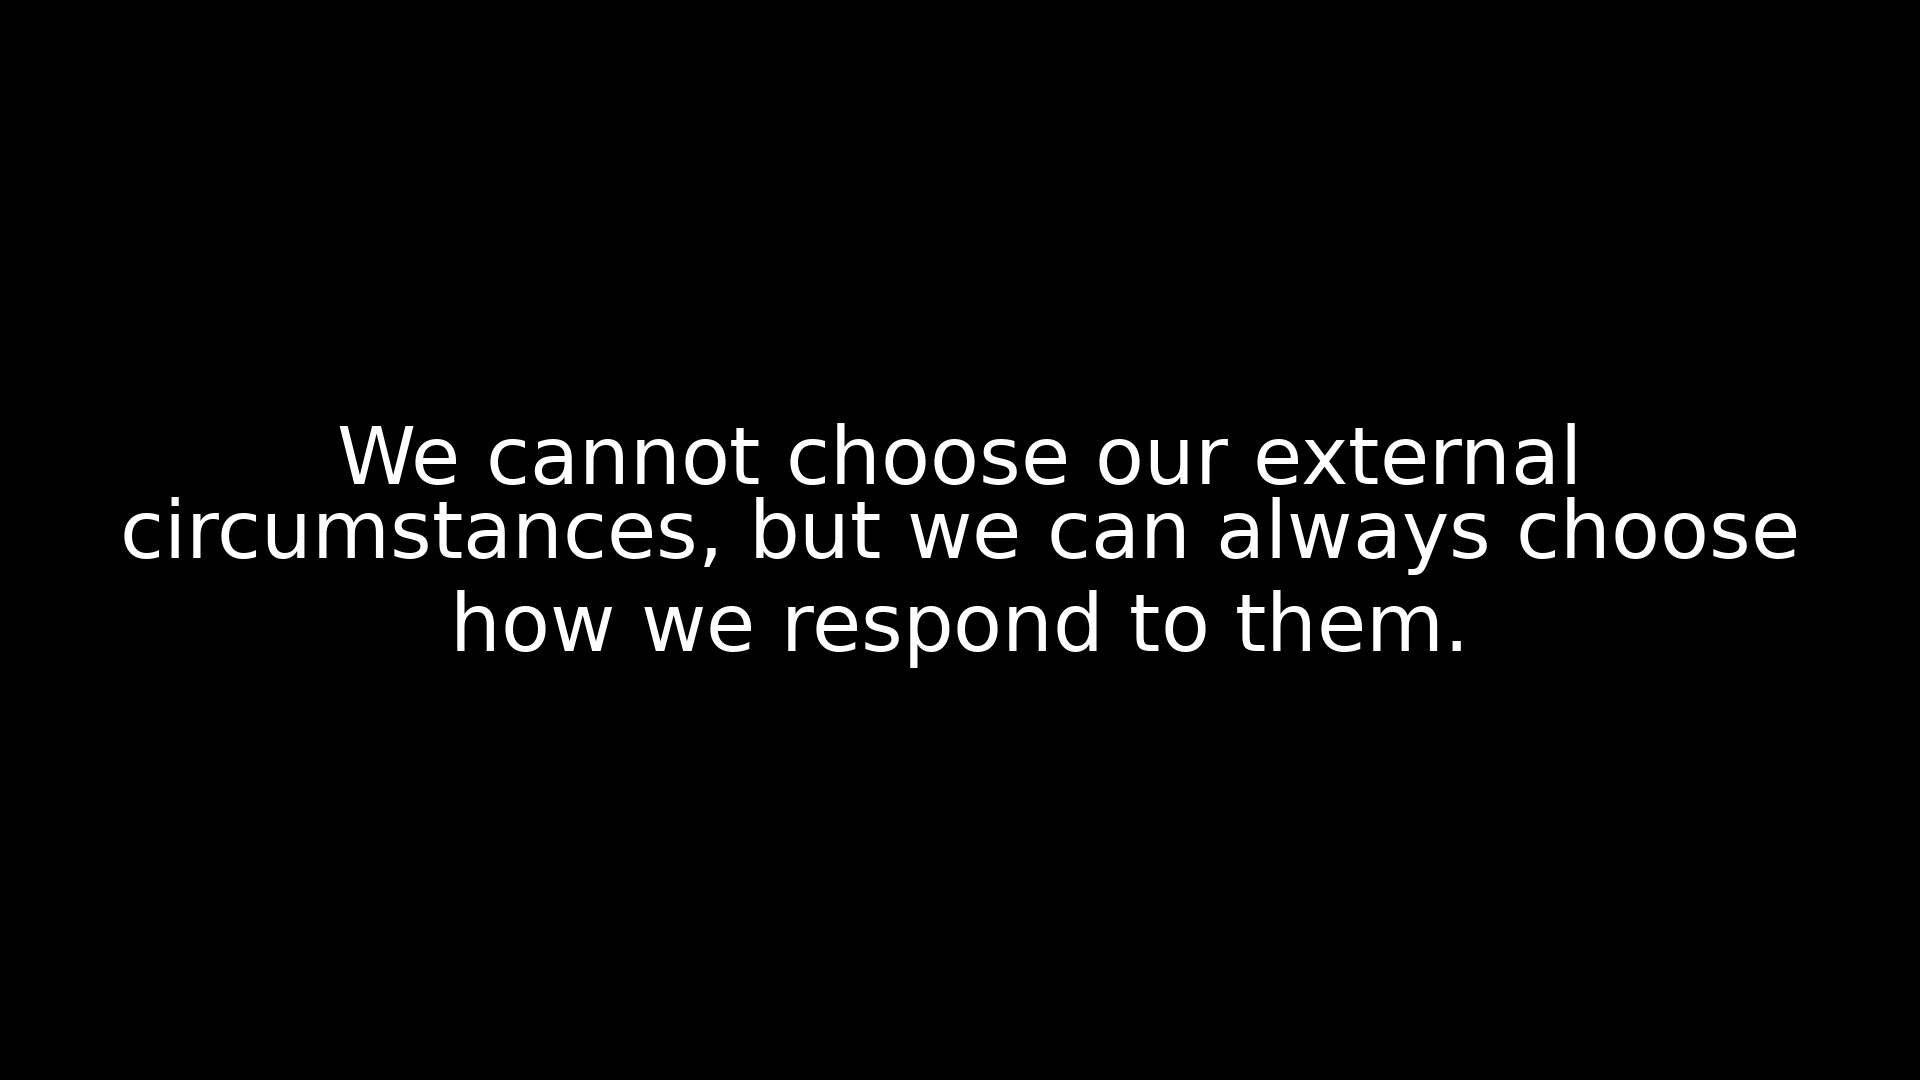 We cannot choose our external
circumstances, but we can always choose
how we respond to them.